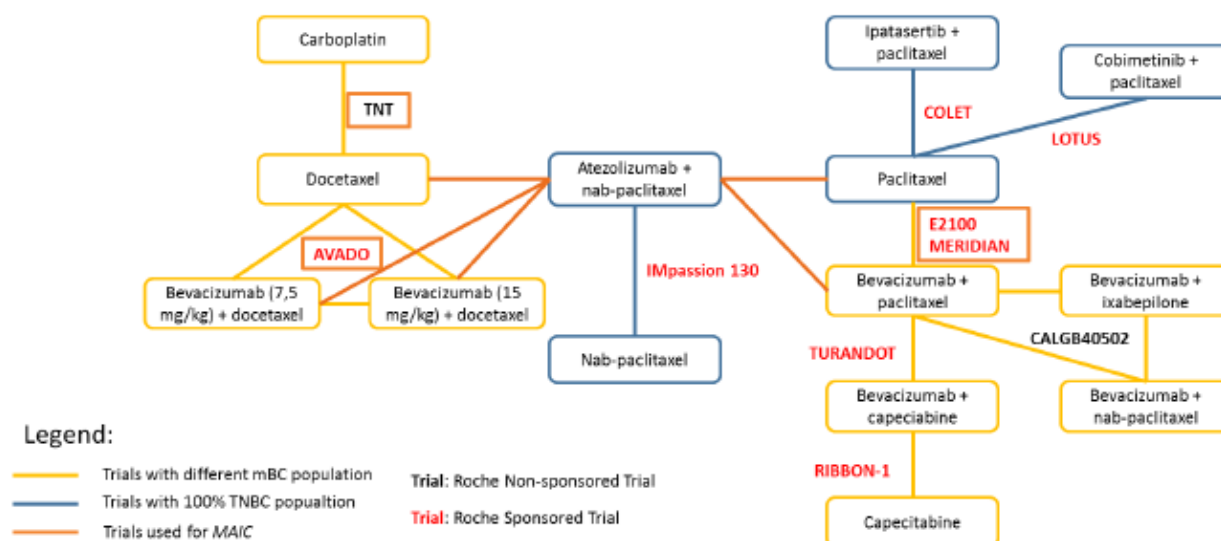 Carboplatin
Ipatasertib +
paclitaxel
Cobimetinib +
paclitaxel
TNT
COLET
LOTUS
Docetaxel
Atezolizumab +
nab-paclitaxel
Paclitaxel
E2100
MERIDIAN
AVADO
IMpassion 130
Bevacizumab (7,5
mg/kg) + docetaxel
Bevacizumab (15
mg/kg) + docetaxel
Bevacizumab +
paclitaxel
Bevacizumab +
ixabepilone
CALGB40502
TURANDOT
Nab-paclitaxel
Bevacizumab +
capeciabine
Bevacizumab +
nab-paclitaxel
RIBBON-1
Capecitabine
Legend:
Trials with different mBC population
Trials with 100% TNBC popualtion
Trials used for MAIC
Trial: Roche Non-sponsored Trial
Trial: Roche Sponsored Trial